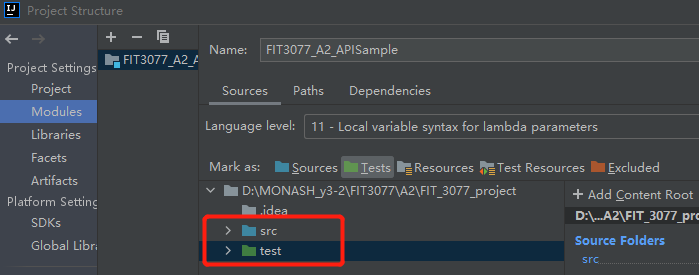 Project Structure
Project Settings
Project
Modules
Libraries
Facets
Artifacts
Platform Setting
SDKs
Global Libra
FIT3077_A2_A
Name: FIT3077_A2_APISample
Sources Paths Dependencies
Language level: 11 - Local variable syntax for lambda parameters
Mark as: Sources Tests Resources Test Resources Excluded
D:\MONASH_y3-2\FIT3077\A2\FIT_3077_project
.idea
src
test
+ Add Content Root
D:\...A2\FIT_3077_pro
Source Folders
src